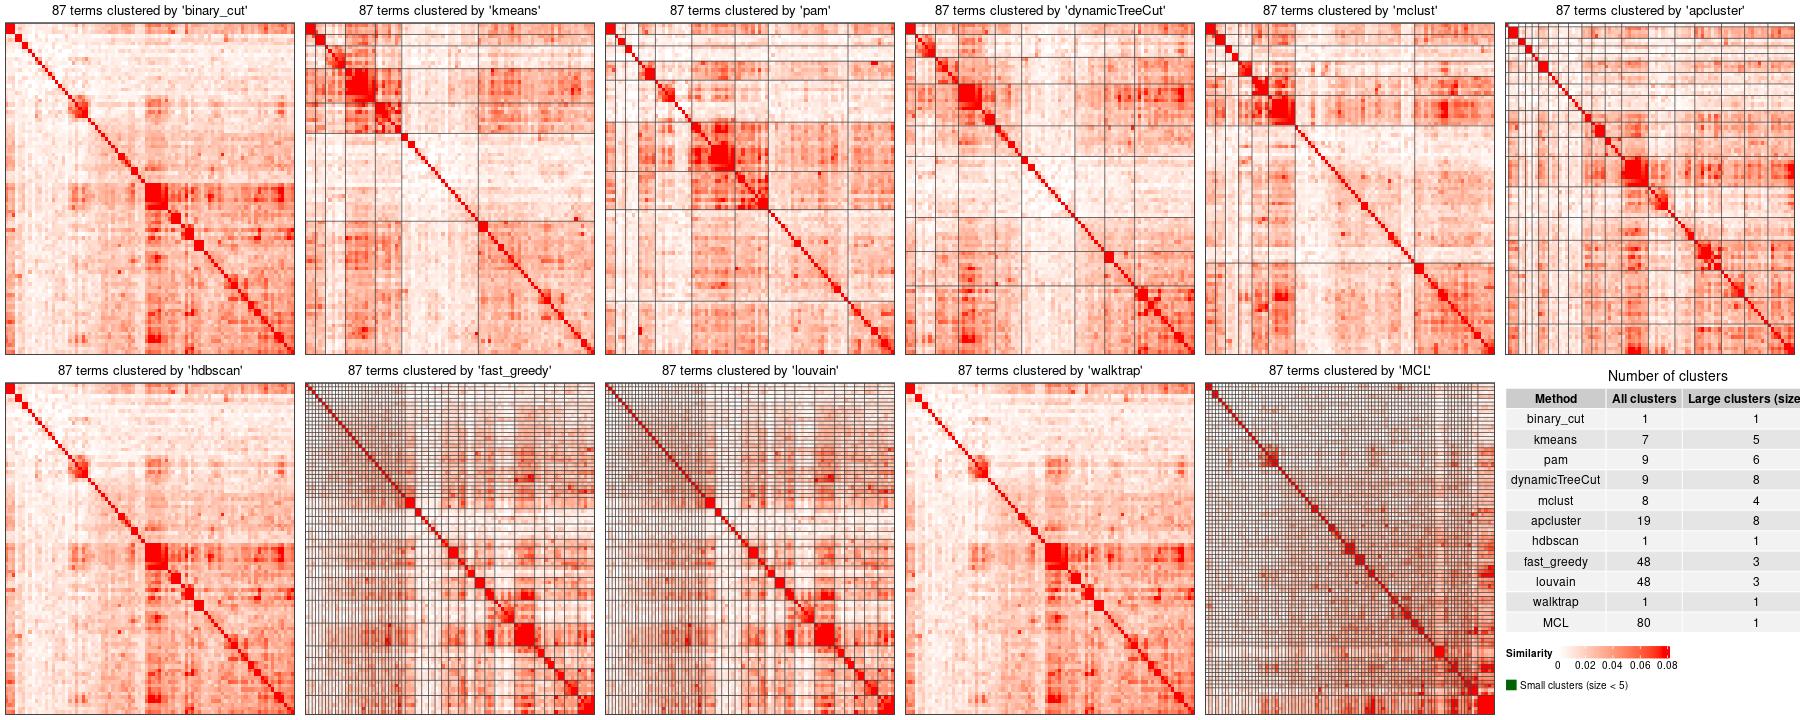 87 terms clustered by 'binary_cut'
87 terms clustered by 'kmeans'
87 terms clustered by 'pam'
87 terms clustered by 'dynamicTreeCut'
87 terms clustered by 'mclust'
87 terms clustered by 'apcluster'
87 terms clustered by 'hdbscan'
87 terms clustered by 'fast_greedy'
87 terms clustered by 'louvain'
87 terms clustered by 'walktrap'
87 terms clustered by 'MCL'
Number of clusters
Method All clusters Large clusters (size
binary_cut 1 1
kmeans 7 5
pam 9 6
dynamicTreeCut 9 8
mclust 8 4
apcluster 19 8
hdbscan 1 1
fast_greedy 48 3
louvain 48 3
walktrap 1 1
MCL 80 1
Similarity
0 0.02 0.04 0.06 0.08
Small clusters (size < 5)